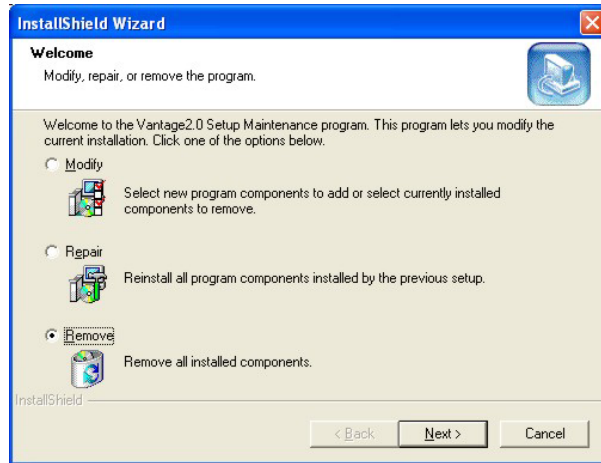 InstallShield Wizard
Welcome
Modify, repair, or remove the program.
Welcome to the Vantage2.0 Setup Maintenance program. This program lets you modify the
current installation. Click one of the options below.
Modify
Select new program components to add or select currently installed
components to remove.
Repair
Reinstall all program components installed by the previous setup.
Remove
Remove all installed components.
InstallShield
< Back Next > Cancel